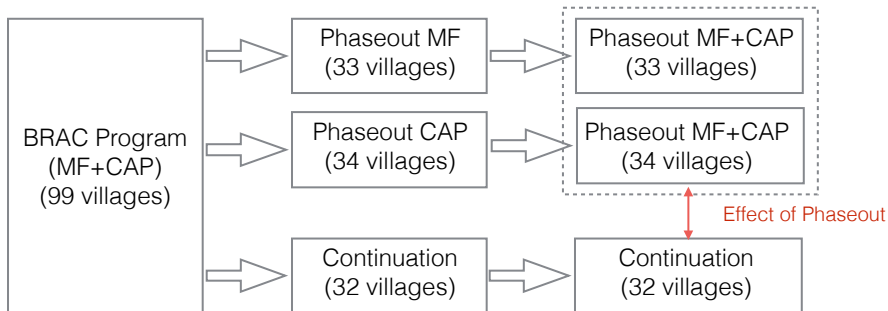 BRAC Program
(MF+CAP)
(99 villages)
Phaseout MF
(33 villages)
Phaseout MF+CAP
(33 villages)
Phaseout CAP
(34 villages)
Phaseout MF+CAP
(34 villages)
Effect of Phaseout
Continuation
(32 villages)
Continuation
(32 villages)